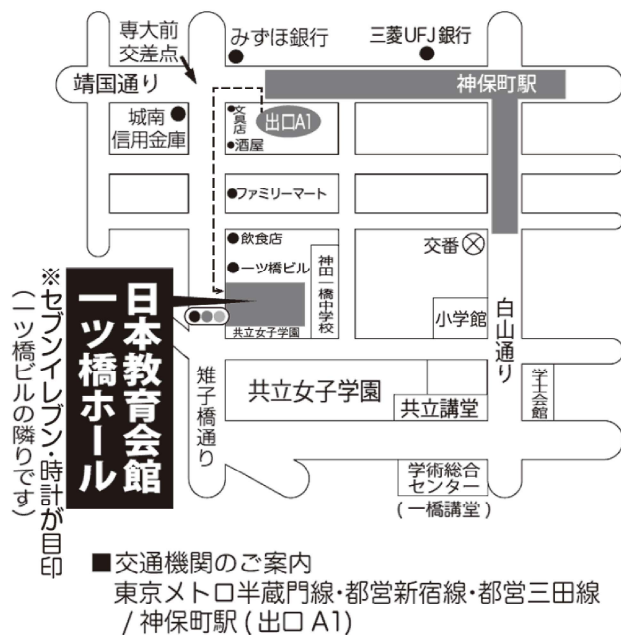 専大前
交差点
みずほ銀行
三菱UFJ銀行
靖国通り
神保町駅
城南
信用金庫
文具店
出口A1
酒屋
ファミリーマート
飲食店
一ツ橋ビル
神田一橋中学校
交番
共立女子学園
小学館
白山通り
日本教育会館
一ツ橋ホール
※セブンイレブン・時計が目印
(一ツ橋ビルの隣りです)
雉子橋通り
共立女子学園
共立講堂
学士会館
学術総合
センター
(一橋講堂)
■交通機関のご案内
東京メトロ半蔵門線・都営新宿線・都営三田線
/ 神保町駅 ( 出口 A1)